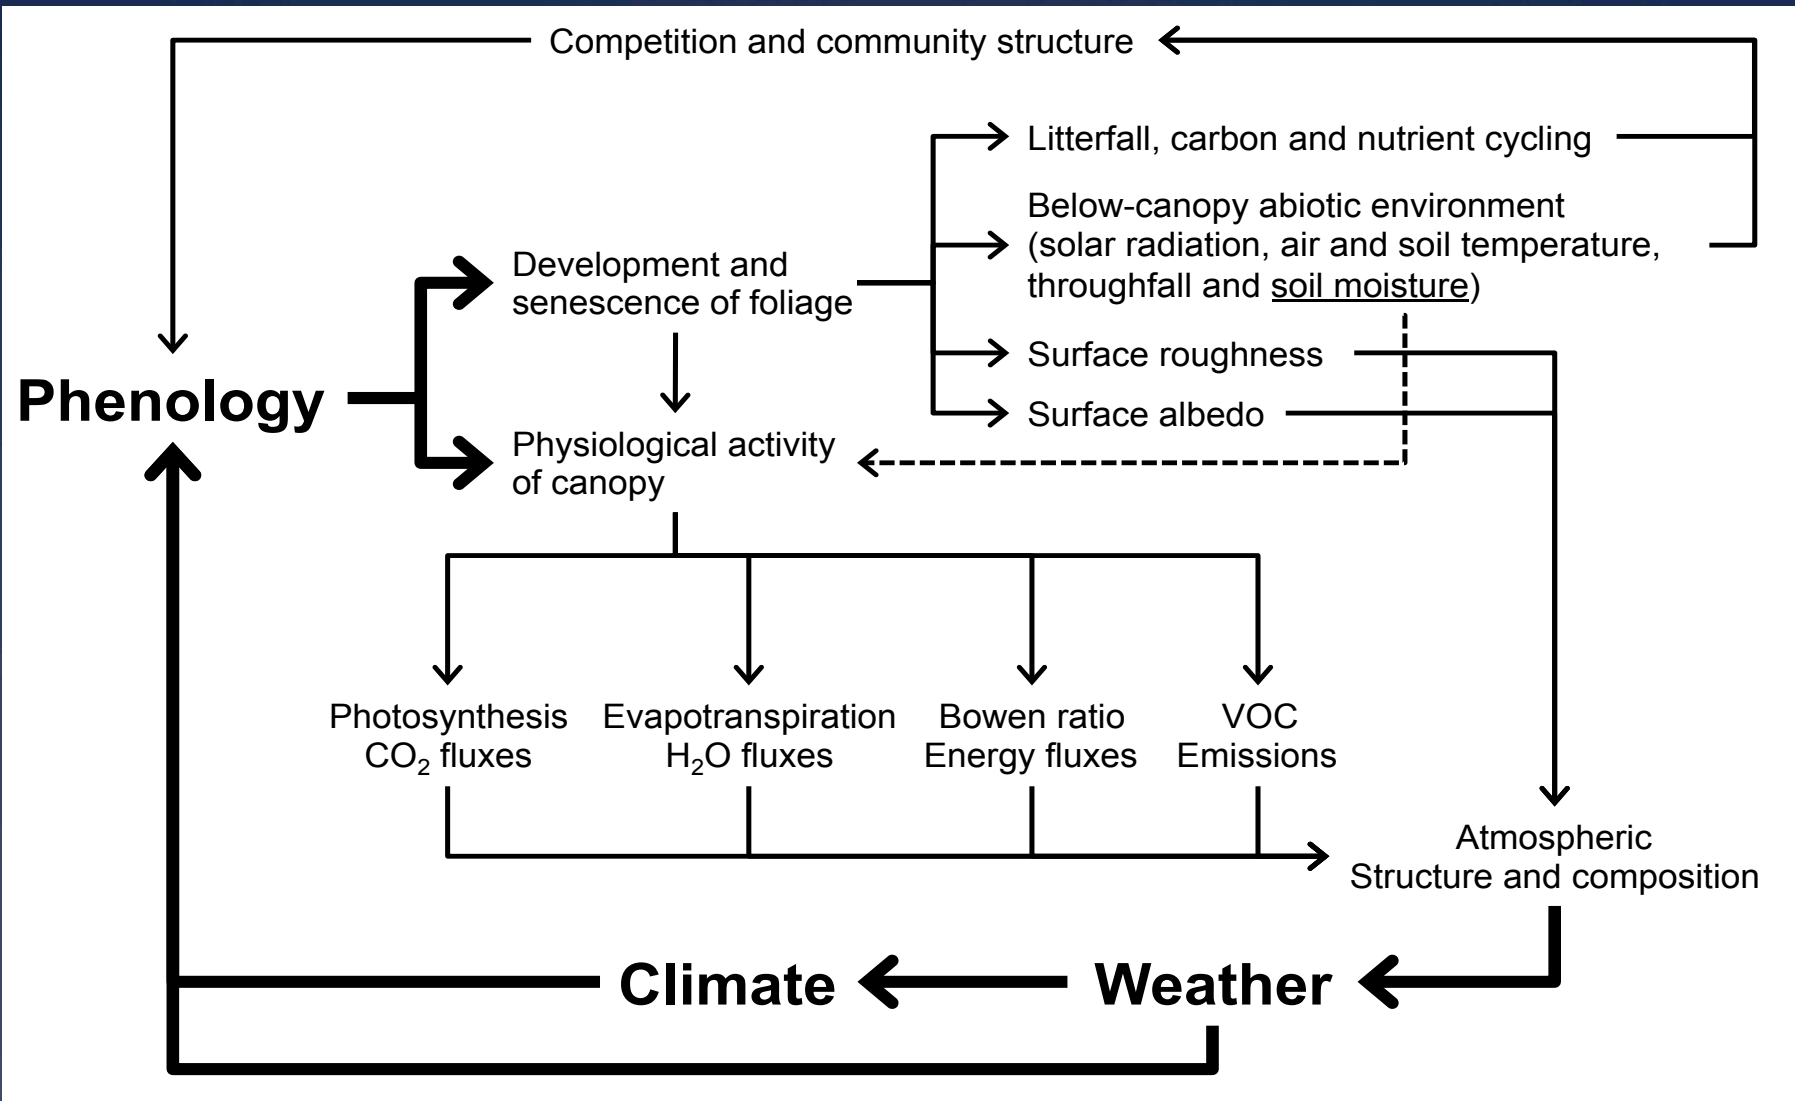 Competition and community structure
Litterfall, carbon and nutrient cycling
Below-canopy abiotic environment
(solar radiation, air and soil temperature,
throughfall and soil moisture)
Development and
senescence of foliage
Surface roughness
Phenology
Surface albedo
Physiological activity
of canopy
Photosynthesis
CO₂ fluxes
Evapotranspiration
H₂O fluxes
Bowen ratio
Energy fluxes
VOC
Emissions
Atmospheric
Structure and composition
Climate
Weather